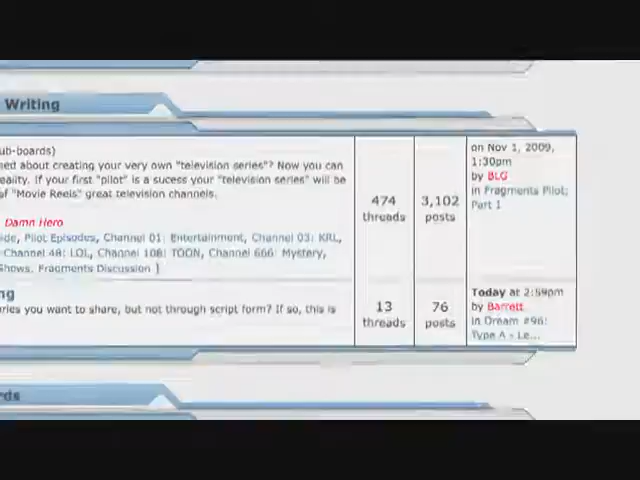 Writing
ub-boards)
ned about creating your very own "television series"? Now you can
eality. If your first "pilot" is a sucess your "television series" will be
of "Movie Reels" great television channels.
Damn Hero
ide, Pilot Episodes, Channel 01: Entertainment, Channel 03: KRL,
Channel 48: LOL, Channel 108: TOON, Channel 666: Mystery,
Shows, Fragments Discussion ]
474
threads
3,102
posts
on Nov 1, 2009,
1:30pm
by BLG
in Fragments Pilot:
Part 1
ng
ries you want to share, but not through script form? If so, this is
13
threads
76
posts
Today at 2:59pm
by Barrett
in Dream #96:
Type A - Le...
rds